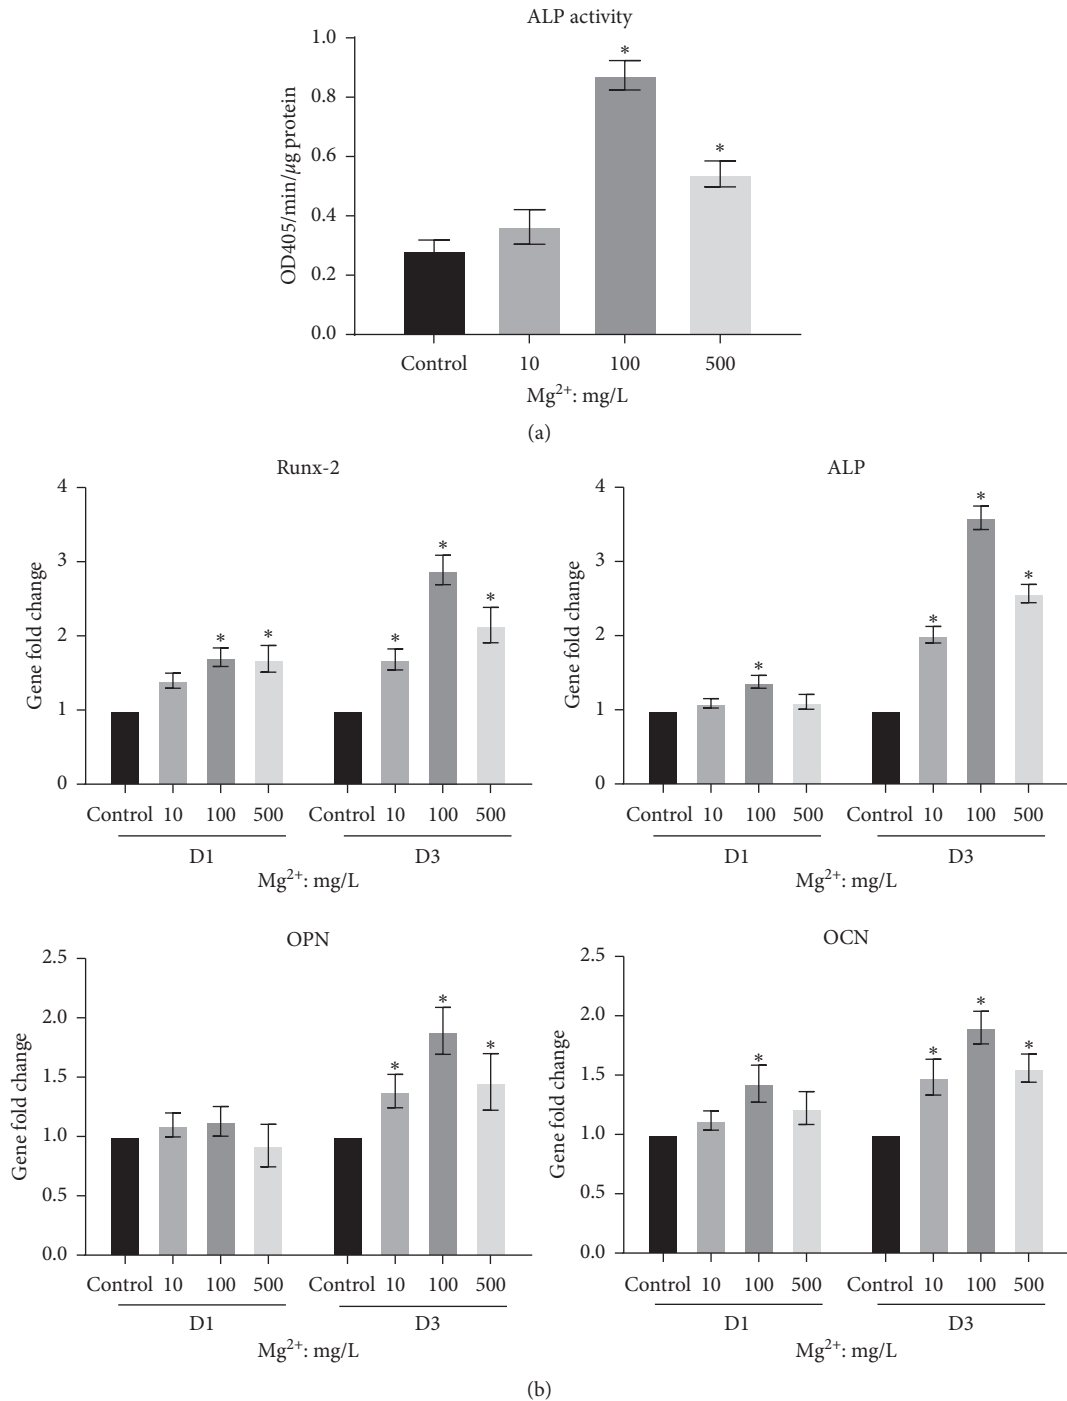 ALP activity
1.0
0.8
0.6
0.4
0.2
0.0
OD405/min/μg protein
*
*
Control 10 100 500
Mg²⁺: mg/L
(a)
Runx-2
4
3
2
1
0
Gene fold change
* * * * *
Control 10 100 500 Control 10 100 500
D1 D3
Mg²⁺: mg/L
ALP
4
3
2
1
0
Gene fold change
* * * *
Control 10 100 500 Control 10 100 500
D1 D3
Mg²⁺: mg/L
OPN
2.5
2.0
1.5
1.0
0.5
0.0
Gene fold change
* * *
Control 10 100 500 Control 10 100 500
D1 D3
Mg²⁺: mg/L
OCN
2.5
2.0
1.5
1.0
0.5
0.0
Gene fold change
* * * *
Control 10 100 500 Control 10 100 500
D1 D3
Mg²⁺: mg/L
(b)